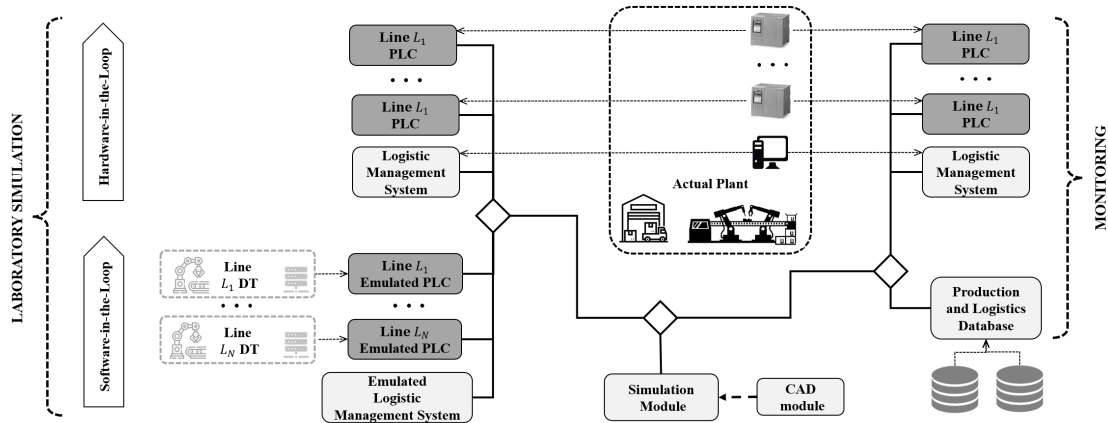 LABORATORY SIMULATION
Hardware-in-the-Loop
Software-in-the-Loop
Line L₁
PLC
Line L₁
PLC
Logistic
Management
System
Line
L₁ DT
Line L₁
Emulated PLC
Line
L_N DT
Line L_N
Emulated PLC
Emulated
Logistic
Management System
Actual Plant
Simulation
Module
CAD
module
Line L₁
PLC
Line L₁
PLC
Logistic
Management
System
Production
and Logistics
Database
MONITORING